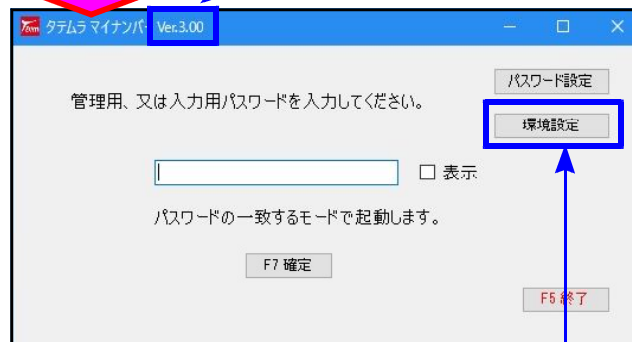 Team タテムラ マイナンバー Ver.3.00
パスワード設定
管理用、又は入力用パスワードを入力してください。
環境設定
表示
パスワードの一致するモードで起動します。
F7 確定
F5 終了